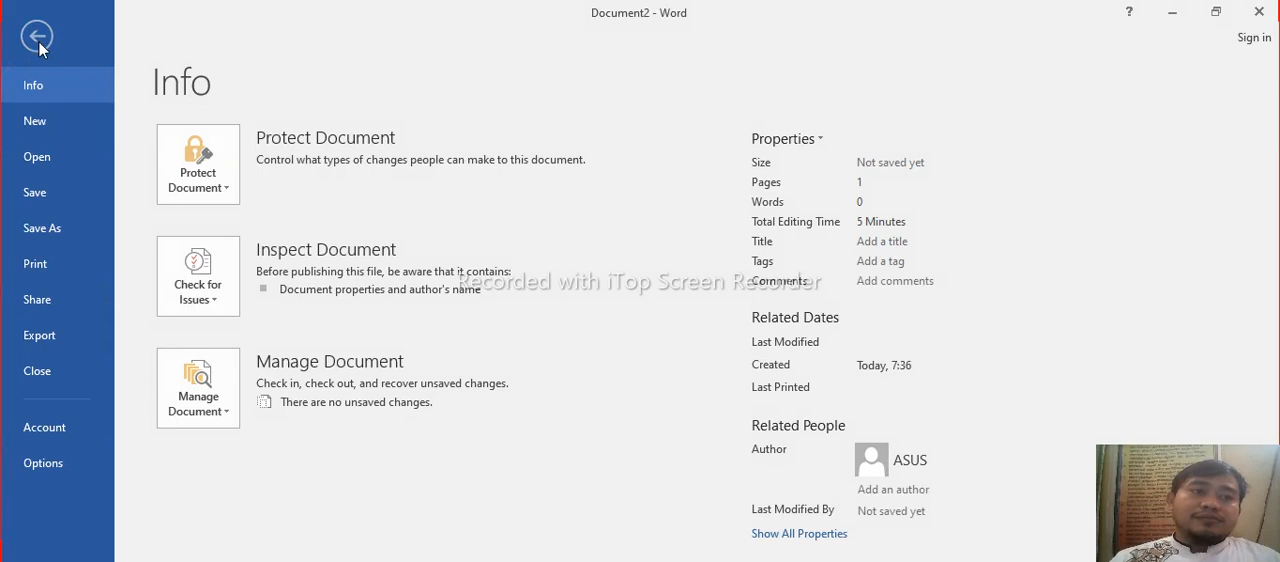 Document2 - Word
?
Sign in
Info
New
Open
Save
Save As
Print
Share
Export
Close
Account
Options
Info
Protect Document
Control what types of changes people can make to this document.
Protect
Document
Inspect Document
Before publishing this file, be aware that it contains:
Document properties and author's name
Check for
Issues
Manage Document
Check in, check out, and recover unsaved changes.
There are no unsaved changes.
Manage
Document
Properties
Size Not saved yet
Pages 1
Words 0
Total Editing Time 5 Minutes
Title Add a title
Tags Add a tag
Comments Add comments
Related Dates
Last Modified
Created Today, 7:36
Last Printed
Related People
Author ASUS
Add an author
Last Modified By Not saved yet
Show All Properties
Recorded with iTop Screen Recorder